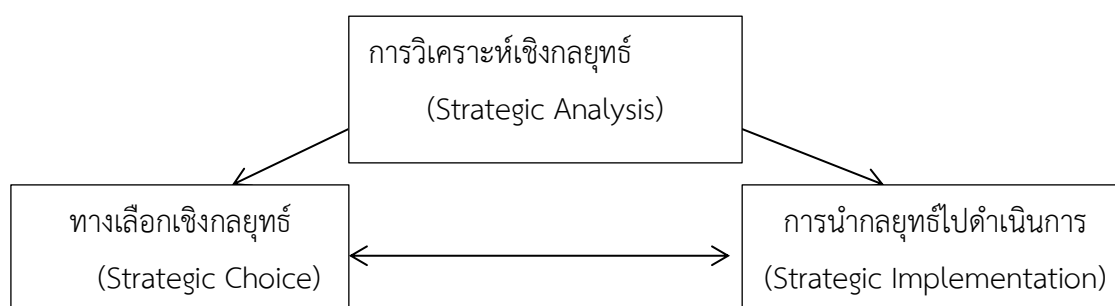 การวิเคราะห์เชิงกลยุทธ์
(Strategic Analysis)
ทางเลือกเชิงกลยุทธ์
(Strategic Choice)
การนำกลยุทธ์ไปดำเนินการ
(Strategic Implementation)